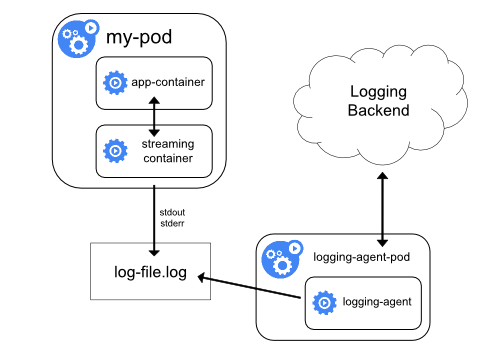 my-pod
app-container
streaming
container
Logging
Backend
stdout
stderr
log-file.log
logging-agent-pod
logging-agent